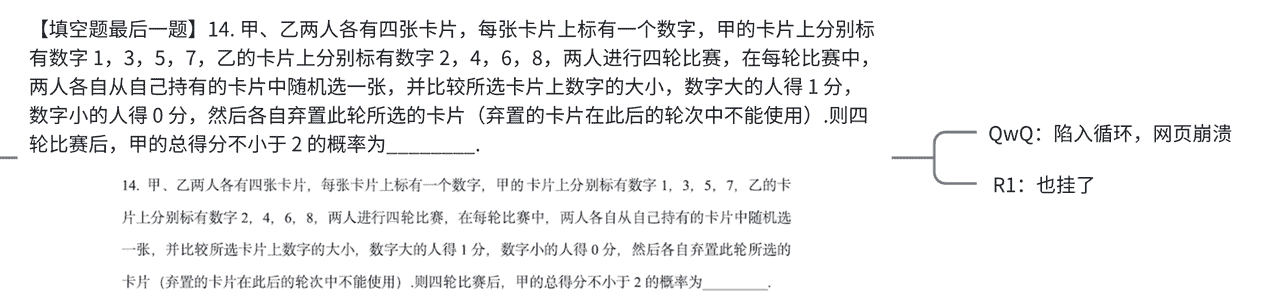 【填空题最后一题】14. 甲、乙两人各有四张卡片，每张卡片上标有一个数字，甲的卡片上分别标
有数字 1，3，5，7，乙的卡片上分别标有数字 2，4，6，8，两人进行四轮比赛，在每轮比赛中，
两人各自从自己持有的卡片中随机选一张，并比较所选卡片上数字的大小，数字大的人得 1 分，
数字小的人得 0 分，然后各自弃置此轮所选的卡片（弃置的卡片在此后的轮次中不能使用）.则四
轮比赛后，甲的总得分不小于 2 的概率为________.
14. 甲、乙两人各有四张卡片，每张卡片上标有一个数字，甲的卡片上分别标有数字 1，3，5，7，乙的卡
片上分别标有数字 2，4，6，8，两人进行四轮比赛，在每轮比赛中，两人各自从自己持有的卡片中随机选
一张，并比较所选卡片上数字的大小，数字大的人得 1 分，数字小的人得 0 分，然后各自弃置此轮所选的
卡片（弃置的卡片在此后的轮次中不能使用）.则四轮比赛后，甲的总得分不小于 2 的概率为________.
QwQ：陷入循环，网页崩溃
R1：也挂了